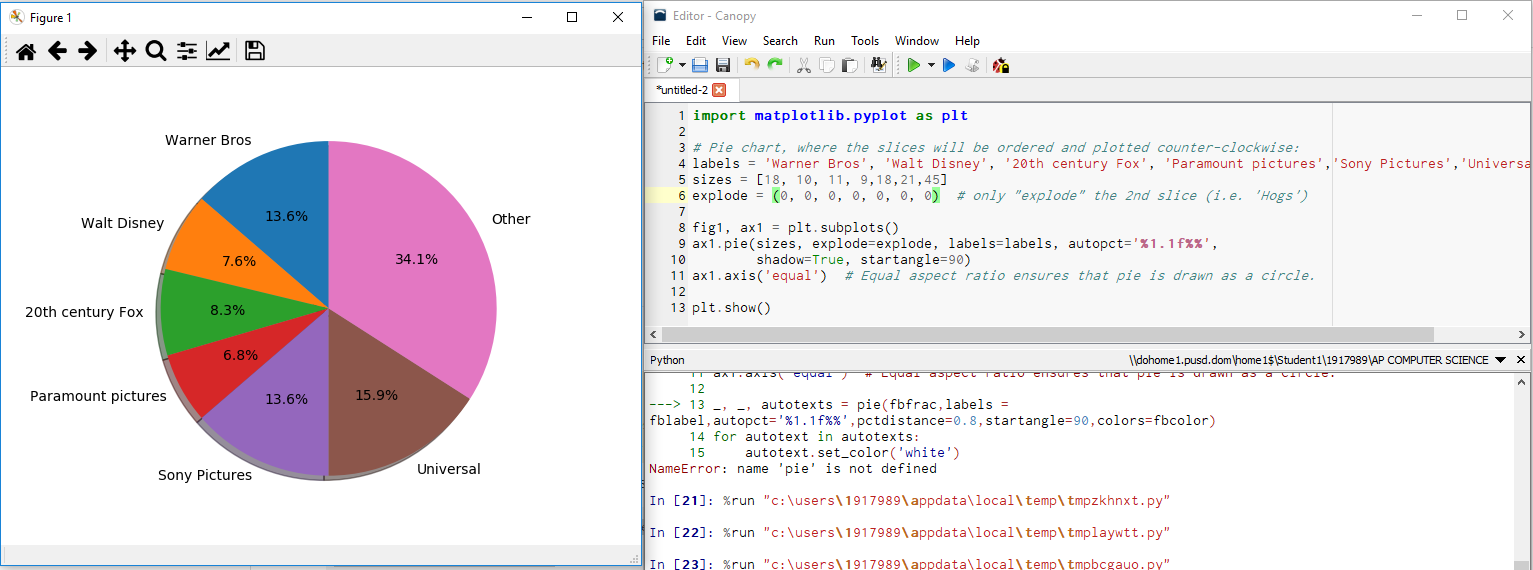 Figure 1
Warner Bros
Walt Disney
20th century Fox
Paramount pictures
Sony Pictures
Universal
Other
13.6%
7.6%
8.3%
6.8%
13.6%
15.9%
34.1%
Editor - Canopy
File Edit View Search Run Tools Window Help
*untitled-2
1 import matplotlib.pyplot as plt
2
3 # Pie chart, where the slices will be ordered and plotted counter-clockwise:
4 labels = 'Warner Bros', 'Walt Disney', '20th century Fox', 'Paramount pictures','Sony Pictures','Universa
5 sizes = [18, 10, 11, 9,18,21,45]
6 explode = (0, 0, 0, 0, 0, 0, 0)  # only "explode" the 2nd slice (i.e. 'Hogs')
7
8 fig1, ax1 = plt.subplots()
9 ax1.pie(sizes, explode=explode, labels=labels, autopct='%1.1f%%',
10         shadow=True, startangle=90)
11 ax1.axis('equal')  # Equal aspect ratio ensures that pie is drawn as a circle.
12
13 plt.show()
Python \\dohome1.pusd.dom\home1$\Student1\1917989\AP COMPUTER SCIENCE
11 ax1.axis('equal')  # Equal aspect ratio ensures that pie is drawn as a circle.
12
---> 13 _, _, autotexts = pie(fbfrac,labels =
fblabel,autopct='%1.1f%%',pctdistance=0.8,startangle=90,colors=fbcolor)
14 for autotext in autotexts:
15     autotext.set_color('white')
NameError: name 'pie' is not defined
In [21]: %run "c:\users\1917989\appdata\local\temp\tmpzkhnxt.py"
In [22]: %run "c:\users\1917989\appdata\local\temp\tmplaywtt.py"
In [23]: %run "c:\users\1917989\appdata\local\temp\tmpbcgauo.py"